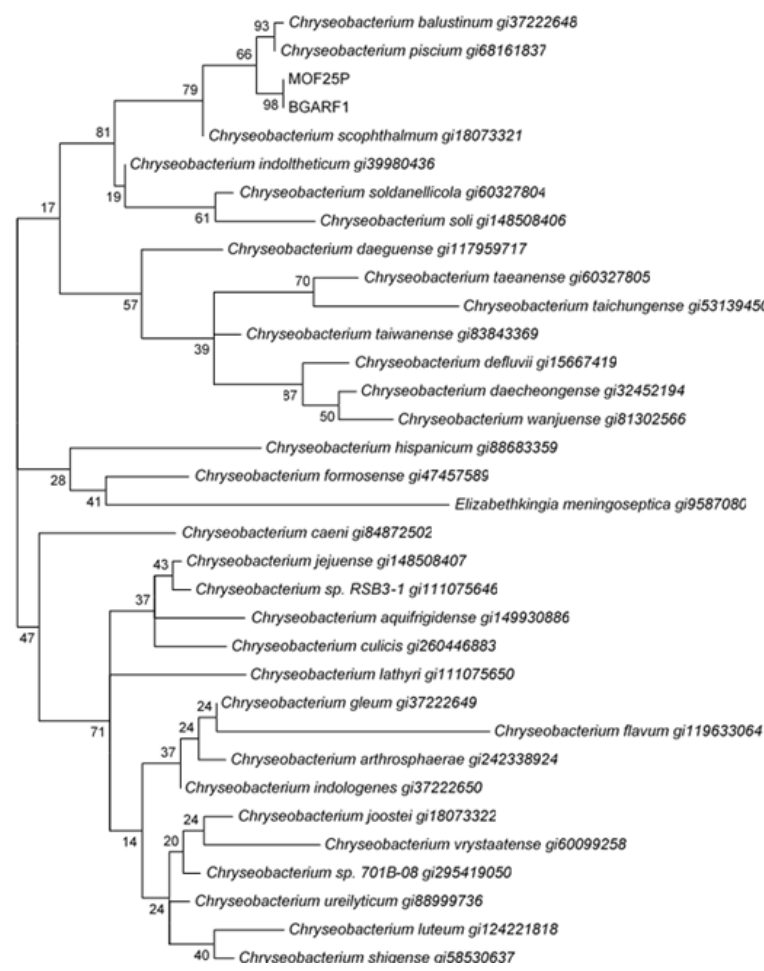 93
Chryseobacterium balustinum gi37222648
66
Chryseobacterium piscium gi68161837
79
MOF25P
98
BGARF1
81
Chryseobacterium scophthalmum gi18073321
Chryseobacterium indoltheticum gi39980436
19
Chryseobacterium soldanellicola gi60327804
17
61
Chryseobacterium soli gi148508406
Chryseobacterium daeguense gi117959717
70
Chryseobacterium taeanense gi60327805
57
Chryseobacterium taichungense gi53139450
39
Chryseobacterium taiwanense gi83843369
Chryseobacterium defluvii gi15667419
87
Chryseobacterium daecheongense gi32452194
50
Chryseobacterium wanjuense gi81302566
Chryseobacterium hispanicum gi88683359
28
Chryseobacterium formosense gi47457589
41
Elizabethkingia meningoseptica gi9587080
Chryseobacterium caeni gi84872502
43
Chryseobacterium jejuense gi148508407
37
Chryseobacterium sp. RSB3-1 gi111075646
Chryseobacterium aquifrigidense gi149930886
47
Chryseobacterium culicis gi260446883
Chryseobacterium lathyri gi111075650
71
24
Chryseobacterium gleum gi37222649
24
Chryseobacterium flavum gi119633064
37
Chryseobacterium arthrosphaerae gi242338924
Chryseobacterium indologenes gi37222650
24
Chryseobacterium joostei gi18073322
14
20
Chryseobacterium vrystaatense gi60099258
Chryseobacterium sp. 701B-08 gi295419050
24
Chryseobacterium ureilyticum gi88999736
Chryseobacterium luteum gi124221818
40
Chryseobacterium shigense gi58530637